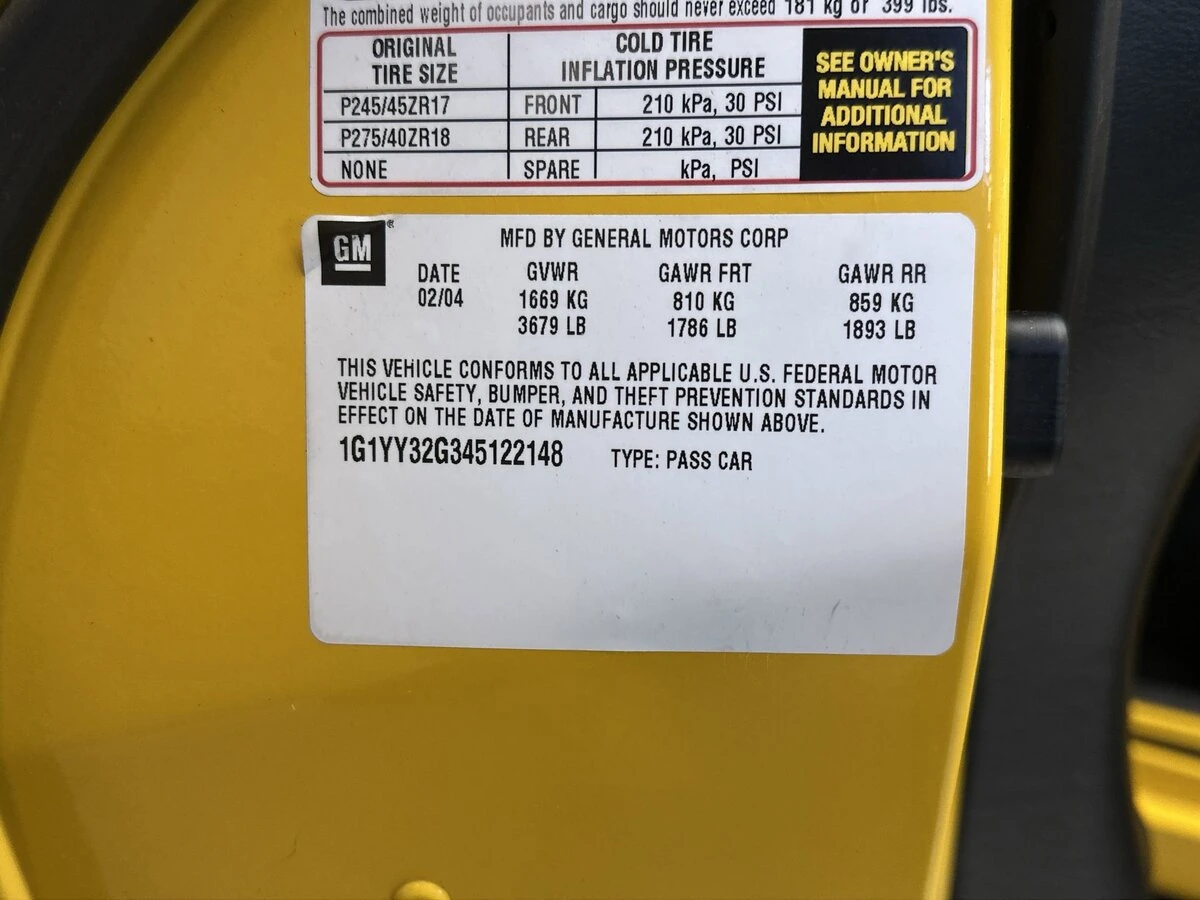 The combined weight of occupants and cargo should never exceed 181 kg or 399 lbs.
ORIGINAL TIRE SIZE COLD TIRE INFLATION PRESSURE
P245/45ZR17 FRONT 210 kPa, 30 PSI
P275/40ZR18 REAR 210 kPa, 30 PSI
NONE SPARE kPa, PSI
SEE OWNER'S
MANUAL FOR
ADDITIONAL
INFORMATION
GM®
MFD BY GENERAL MOTORS CORP
DATE GVWR GAWR FRT GAWR RR
02/04 1669 KG 810 KG 859 KG
3679 LB 1786 LB 1893 LB
THIS VEHICLE CONFORMS TO ALL APPLICABLE U.S. FEDERAL MOTOR
VEHICLE SAFETY, BUMPER, AND THEFT PREVENTION STANDARDS IN
EFFECT ON THE DATE OF MANUFACTURE SHOWN ABOVE.
1G1YY32G345122148 TYPE: PASS CAR